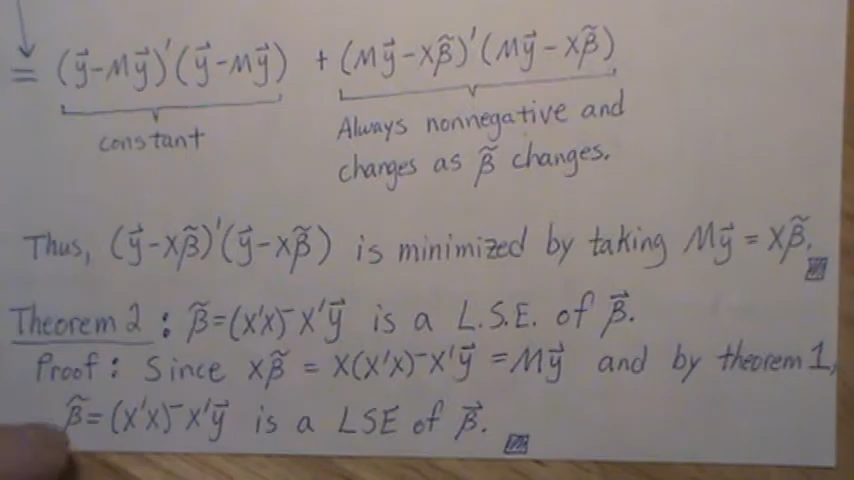 = (y⃗-My⃗)'(y⃗-My⃗) + (My⃗-Xβ̃)'(My⃗-Xβ̃)
constant
Always nonnegative and
changes as β̃ changes.
Thus, (y⃗-Xβ̃)'(y⃗-Xβ̃) is minimized by taking My⃗ = Xβ̃.
Theorem 2 : β̃=(X'X)⁻X'y⃗ is a L.S.E. of β⃗.
Proof : Since Xβ̃ = X(X'X)⁻X'y⃗ = My⃗ and by theorem 1,
β̃=(X'X)⁻X'y⃗ is a LSE of β⃗.